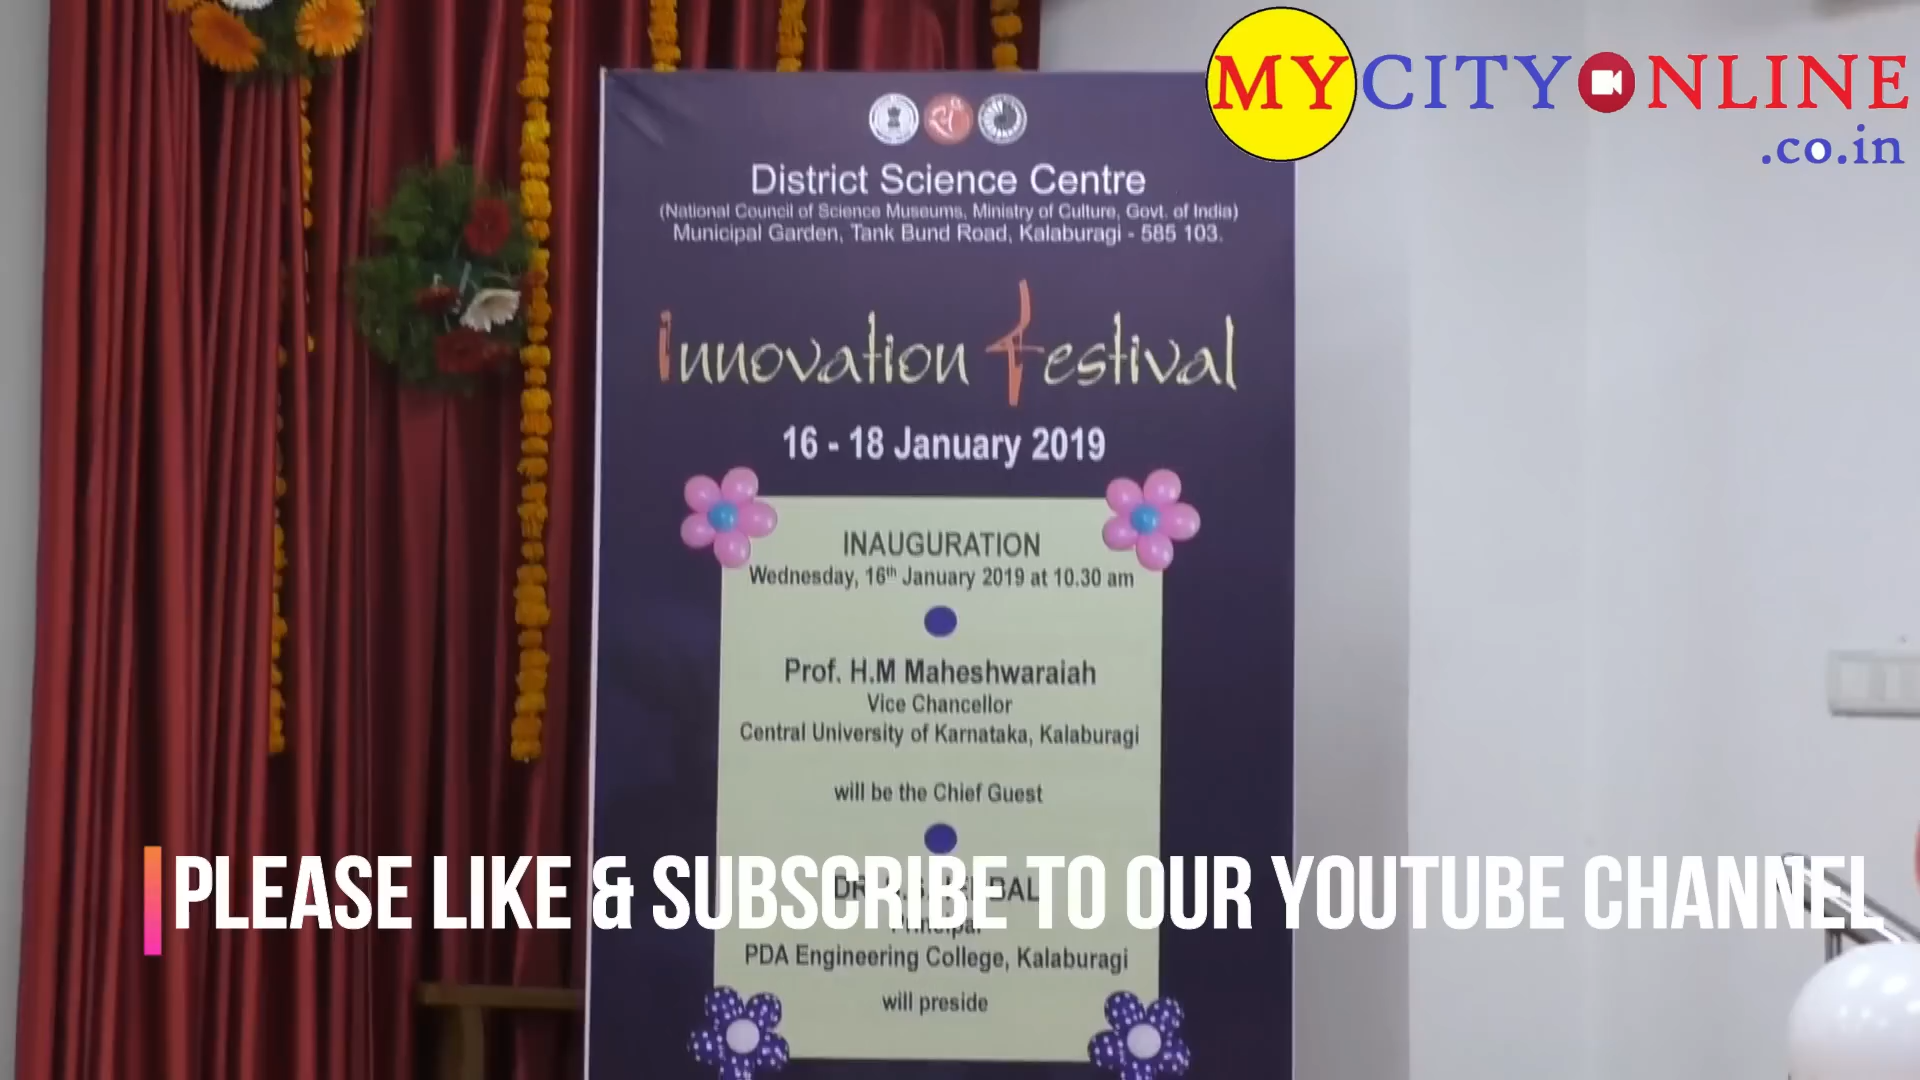 MYCITYONLINE
.co.in
District Science Centre
(National Council of Science Museums, Ministry of Culture, Govt. of India)
Municipal Garden, Tank Bund Road, Kalaburagi - 585 103.
Innovation Festival
16 - 18 January 2019
INAUGURATION
Wednesday, 16th January 2019 at 10.30 am
Prof. H.M Maheshwaraiah
Vice Chancellor
Central University of Karnataka, Kalaburagi
will be the Chief Guest
PLEASE LIKE & SUBSCRIBE TO OUR YOUTUBE CHANNEL
DR.
Principal
PDA Engineering College, Kalaburagi
will preside